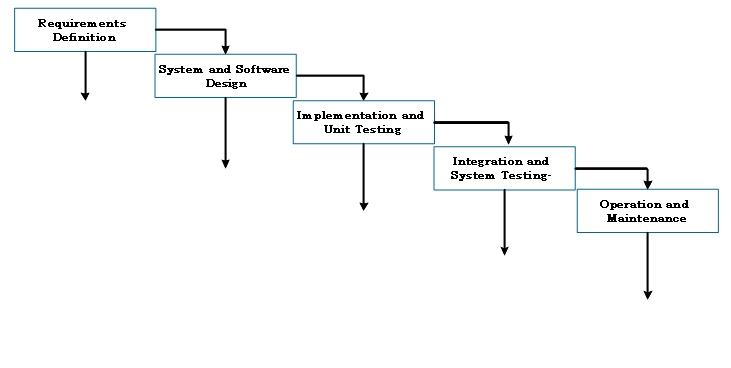 Requirements
Definition
System and Software
Design
Implementation and
Unit Testing
Integration and
System Testing-
Operation and
Maintenance